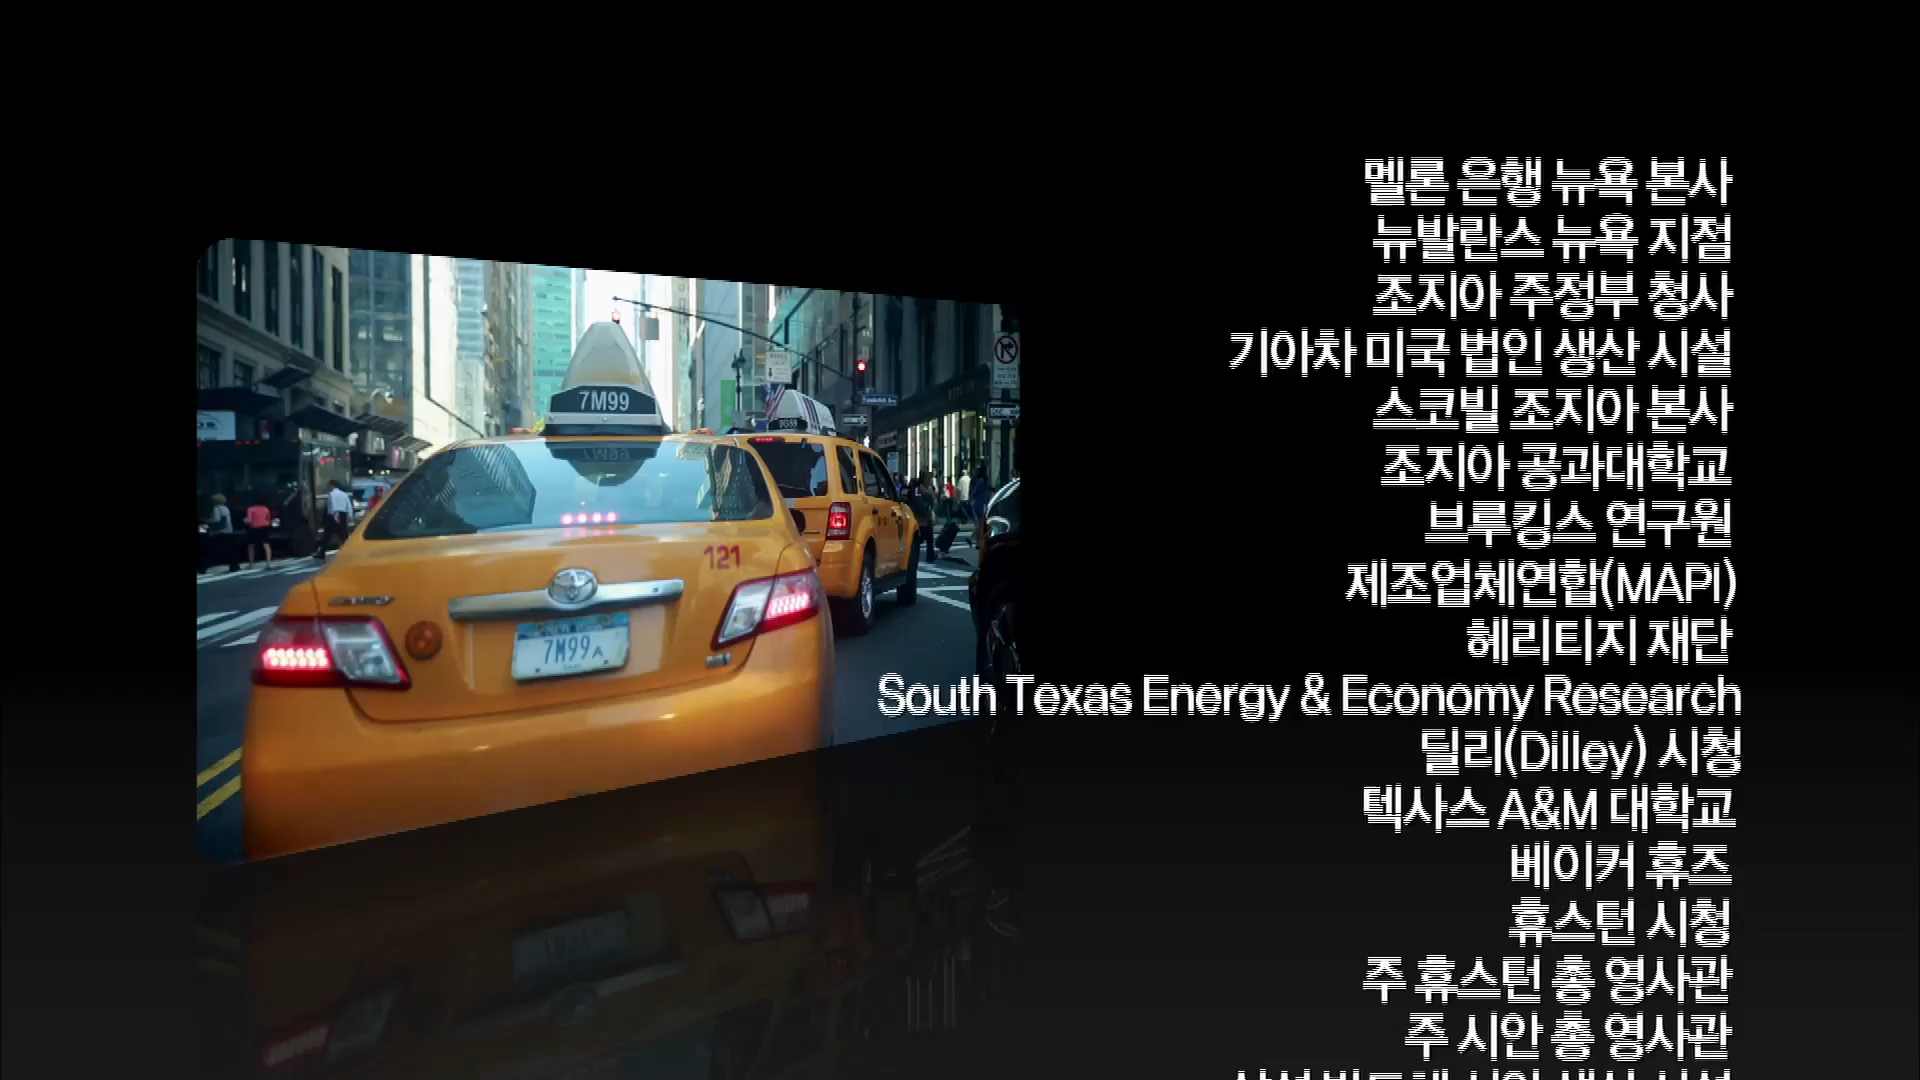 멜론 은행 뉴욕 본사
뉴발란스 뉴욕 지점
조지아 주정부 청사
기아차 미국 법인 생산 시설
스코빌 조지아 본사
조지아 공과대학교
브루킹스 연구원
제조업체연합(MAPI)
헤리티지 재단
South Texas Energy & Economy Research
딜리(Dilley) 시청
텍사스 A&M 대학교
베이커 휴즈
휴스턴 시청
주 휴스턴 총 영사관
주 시안 총 영사관
7M99
121
7M99A